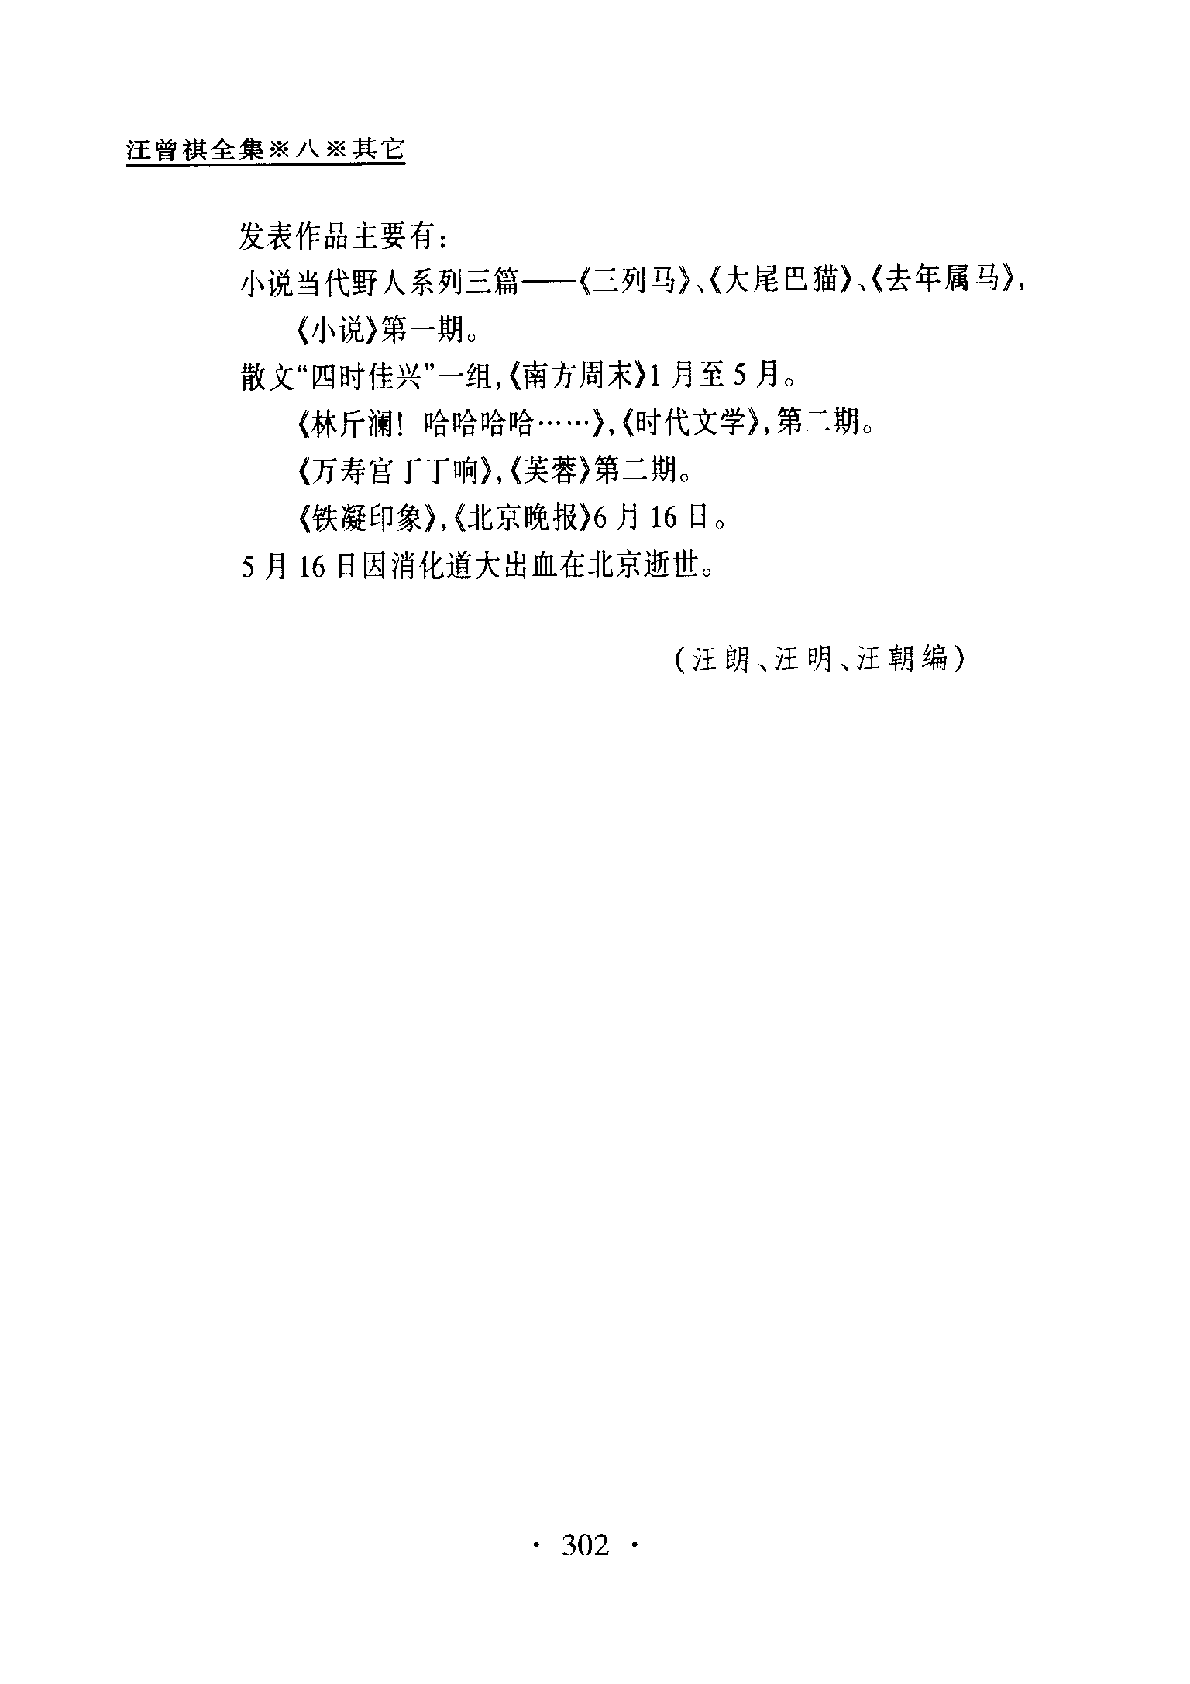 汪曾祺全集※八※其它
发表作品主要有:
小说当代野人系列三篇——《三列马》、《大尾巴猫》、《去年属马》,
《小说》第一期。
散文“四时佳兴”一组,《南方周末》1月至5月。
《林斤澜! 哈哈哈哈……》,《时代文学》,第二期。
《万寿宫丁丁响》,《芙蓉》第二期。
《铁凝印象》,《北京晚报》6月16日。
5月16日因消化道大出血在北京逝世。
(汪朗、汪明、汪朝编)
· 302 ·